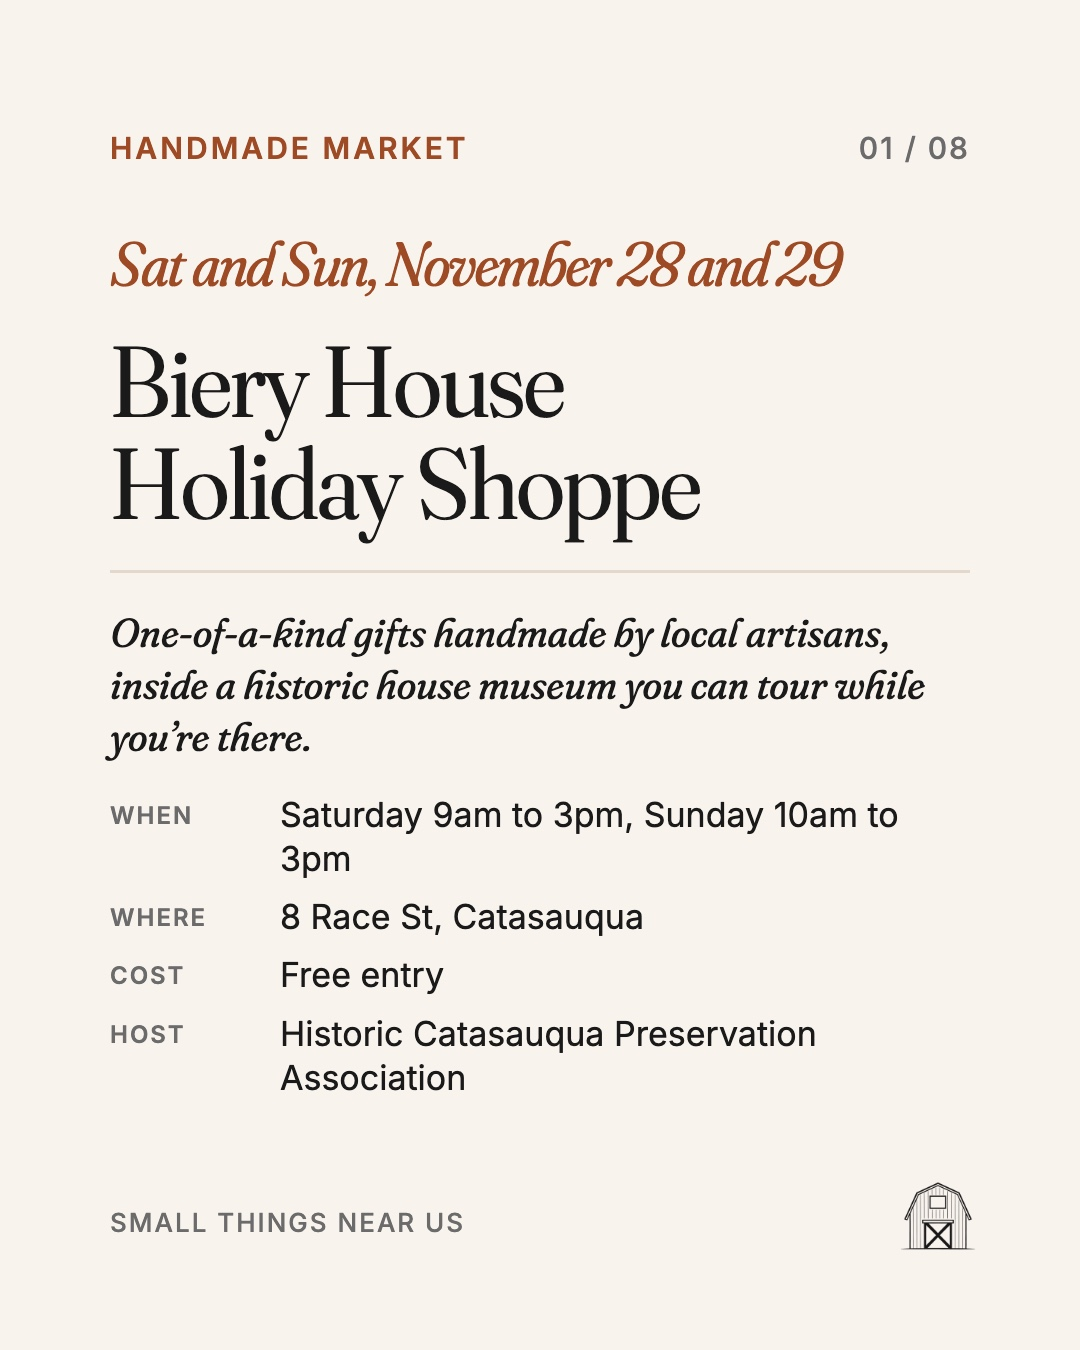 HANDMADE MARKET
01 / 08
Sat and Sun, November 28 and 29
Biery House
Holiday Shoppe
One-of-a-kind gifts handmade by local artisans,
inside a historic house museum you can tour while
you’re there.
WHEN Saturday 9am to 3pm, Sunday 10am to
3pm
WHERE 8 Race St, Catasauqua
COST Free entry
HOST Historic Catasauqua Preservation
Association
SMALL THINGS NEAR US